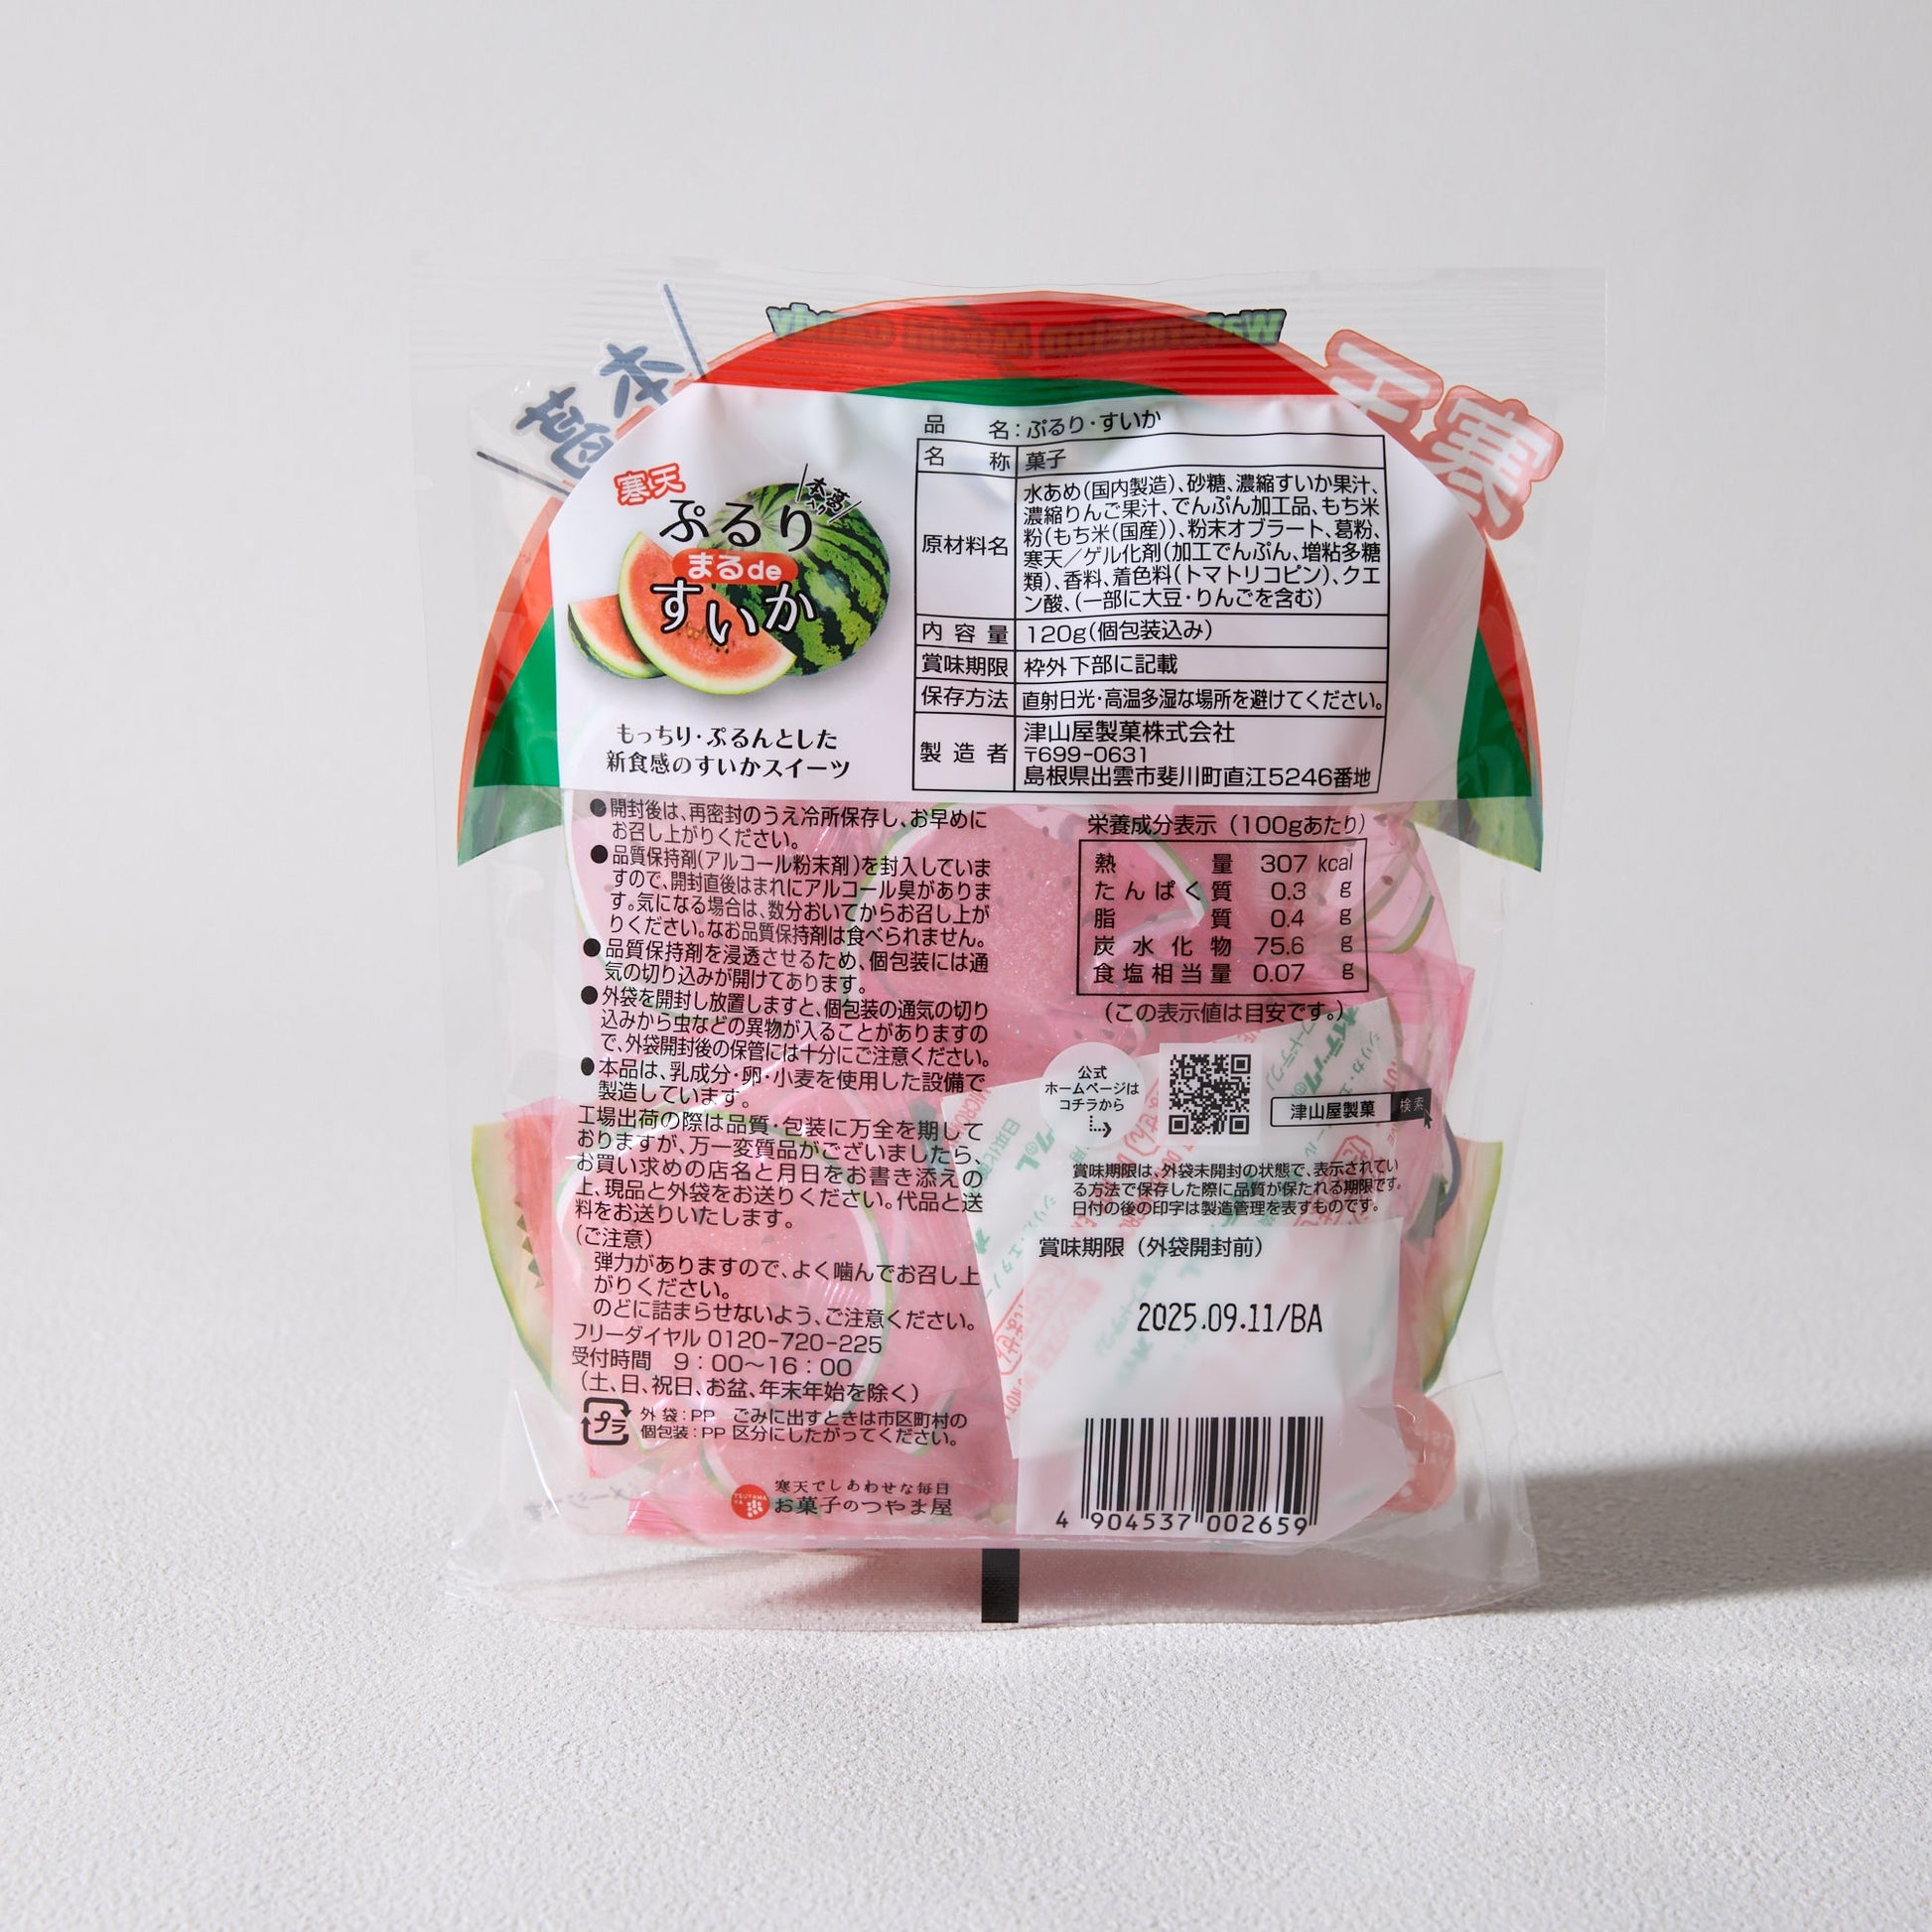 本葛
寒天
Watermelon Mochi candy
寒天
ぷるり
本葛入り
まるde
すいか
もっちり・ぷるんとした
新食感のすいかスイーツ
品名：ぷるり・すいか
名称 菓子
原材料名 水あめ(国内製造)、砂糖、濃縮すいか果汁、
濃縮りんご果汁、でんぷん加工品、もち米
粉(もち米(国産))、粉末オブラート、葛粉、
寒天／ゲル化剤(加工でんぷん、増粘多糖
類)、香料、着色料(トマトリコピン)、クエ
ン酸、(一部に大豆・りんごを含む)
内容量 120g(個包装込み)
賞味期限 枠外下部に記載
保存方法 直射日光・高温多湿な場所を避けてください。
製造者 津山屋製菓株式会社
〒699-0631
島根県出雲市斐川町直江5246番地
●開封後は、再密封のうえ冷所保存し、お早めに
お召し上がりください。
●品質保持剤(アルコール粉末剤)を封入していま
すので、開封直後はまれにアルコール臭がありま
す。気になる場合は、数分おいてからお召し上が
りください。なお品質保持剤は食べられません。
●品質保持剤を浸透させるため、個包装には通
気の切り込みが開けてあります。
●外袋を開封し放置しますと、個包装の通気の切り
込みから虫などの異物が入ることがありますの
で、外袋開封後の保管には十分にご注意ください。
●本品は、乳成分・卵・小麦を使用した設備で
製造しています。
工場出荷の際は品質・包装に万全を期して
おりますが、万一変質品がございましたら、
お買い求めの店名と月日をお書き添えの
上、現品と外袋をお送りください。代品と送
料をお送りいたします。
(ご注意)
弾力がありますので、よく噛んでお召し上
がりください。
のどに詰まらせないよう、ご注意ください。
フリーダイヤル 0120-720-225
受付時間 9：00〜16：00
(土、日、祝日、お盆、年末年始を除く)
プラ
外袋：PP ごみに出すときは市区町村の
個包装：PP 区分にしたがってください。
TSUYAMAYA
寒天でしあわせな毎日
お菓子のつやま屋
栄養成分表示(100gあたり)
熱量 307 kcal
たんぱく質 0.3 g
脂質 0.4 g
炭水化物 75.6 g
食塩相当量 0.07 g
(この表示値は目安です。)
公式
ホームページは
コチラから
津山屋製菓 検索
賞味期限は、外袋未開封の状態で、表示されてい
る方法で保存した際に品質が保たれる期限です。
日付の後の印字は製造管理を表すものです。
賞味期限(外袋開封前)
2025.09.11/BA
4 904537 002659